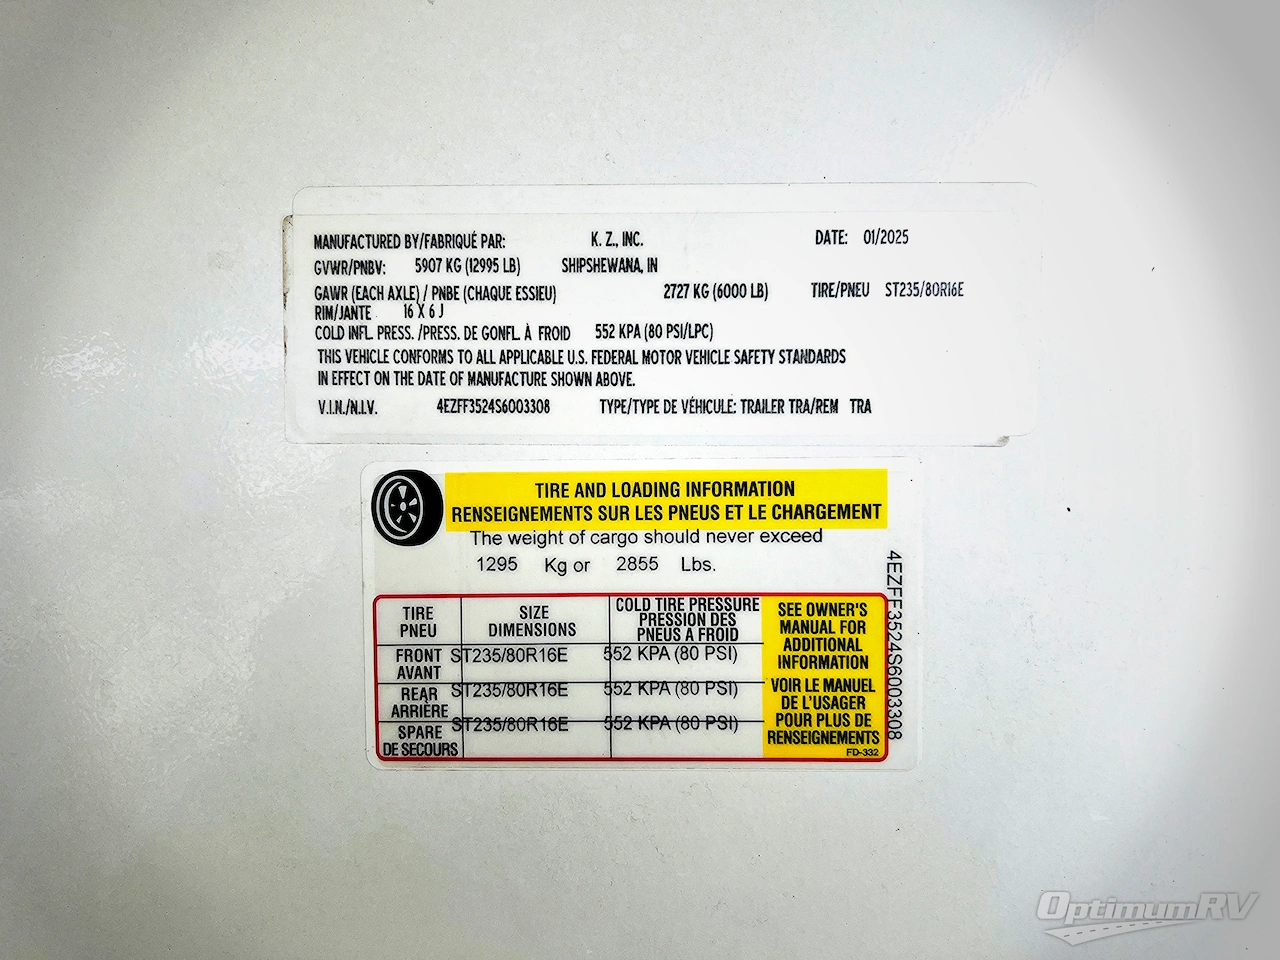 MANUFACTURED BY/FABRIQUÉ PAR: K. Z., INC. DATE: 01/2025
GVWR/PNBV: 5907 KG (12995 LB) SHIPSHEWANA, IN
GAWR (EACH AXLE) / PNBE (CHAQUE ESSIEU) 2727 KG (6000 LB) TIRE/PNEU ST235/80R16E
RIM/JANTE 16 X 6 J
COLD INFL. PRESS. /PRESS. DE GONFL. À FROID 552 KPA (80 PSI/LPC)
THIS VEHICLE CONFORMS TO ALL APPLICABLE U.S. FEDERAL MOTOR VEHICLE SAFETY STANDARDS
IN EFFECT ON THE DATE OF MANUFACTURE SHOWN ABOVE.
V.I.N./N.I.V. 4EZFF3524S6003308 TYPE/TYPE DE VÉHICULE: TRAILER TRA/REM TRA
TIRE AND LOADING INFORMATION
RENSEIGNEMENTS SUR LES PNEUS ET LE CHARGEMENT
The weight of cargo should never exceed
1295 Kg or 2855 Lbs.
TIRE
PNEU
SIZE
DIMENSIONS
COLD TIRE PRESSURE
PRESSION DES
PNEUS A FROID
FRONT
AVANT
ST235/80R16E 552 KPA (80 PSI)
REAR
ARRIÈRE
ST235/80R16E 552 KPA (80 PSI)
SPARE
DE SECOURS
ST235/80R16E 552 KPA (80 PSI)
SEE OWNER'S
MANUAL FOR
ADDITIONAL
INFORMATION
VOIR LE MANUEL
DE L'USAGER
POUR PLUS DE
RENSEIGNEMENTS
FD-332
4EZFF3524S6003308
OptimumRV